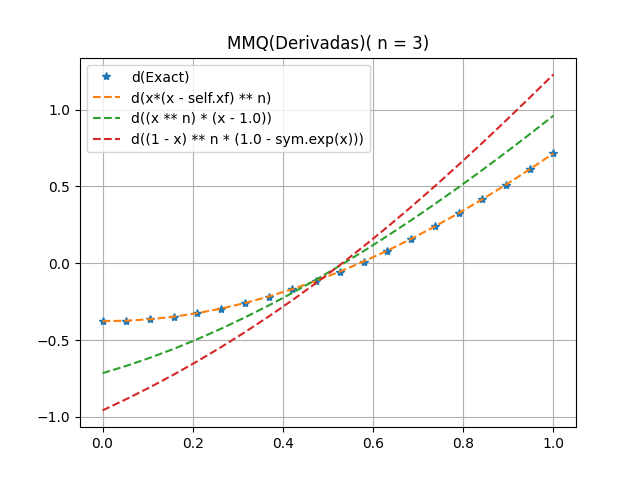 MMQ(Derivadas)( n = 3)
d(Exact)
d(x*(x - self.xf) ** n)
d((x ** n) * (x - 1.0))
d((1 - x) ** n * (1.0 - sym.exp(x)))
1.0
0.5
0.0
−0.5
−1.0
0.0 0.2 0.4 0.6 0.8 1.0